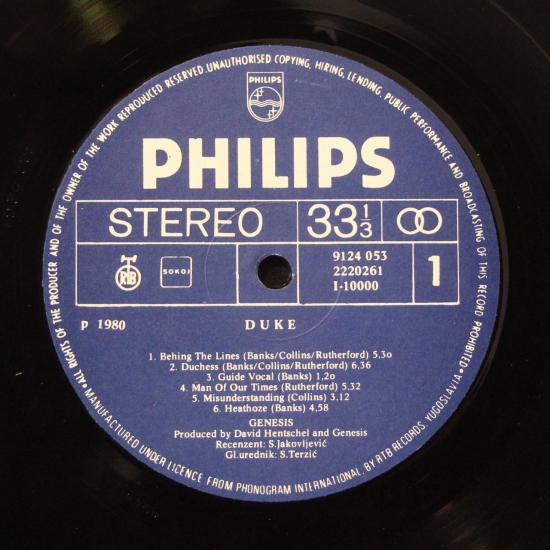 ALL RIGHTS OF THE PRODUCER AND OF THE OWNER OF THE WORK REPRODUCED RESERVED. UNAUTHORISED COPYING, HIRING, LENDING, PUBLIC PERFORMANCE AND BROADCASTING OF THIS RECORD PROHIBITED •
PHILIPS
PHILIPS
STEREO 33 1/3
RTB SOKOJ
9124 053
2220261
I-10000
1
P 1980 DUKE
1. Behing The Lines (Banks/Collins/Rutherford) 5,3o
2. Duchess (Banks/Collins/Rutherford) 6,36
3. Guide Vocal (Banks) 1.2o
4. Man Of Our Times (Rutherford) 5.32
5. Misunderstanding (Collins) 3,12
6. Heathoze (Banks) 4,58
GENESIS
Produced by David Hentschel and Genesis
Recenzent: S.Jakovljević
Gl.urednik: S.Terzić
MANUFACTURED UNDER LICENCE FROM PHONOGRAM INTERNATIONAL, BY RTB RECORDS, YUGOSLAVIA •